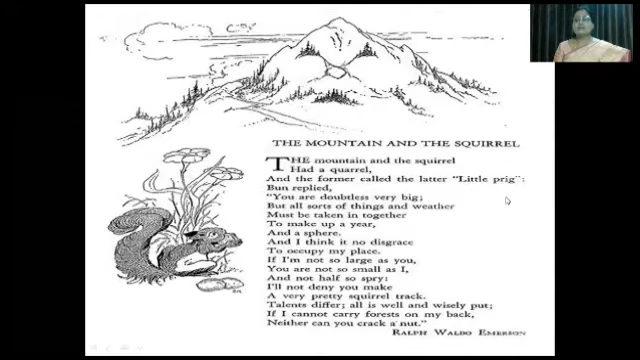 THE MOUNTAIN AND THE SQUIRREL
THE mountain and the squirrel
Had a quarrel,
And the former called the latter "Little prig":
Bun replied,
"You are doubtless very big;
But all sorts of things and weather
Must be taken in together
To make up a year,
And a sphere.
And I think it no disgrace
To occupy my place.
If I'm not so large as you,
You are not so small as I,
And not half so spry:
I'll not deny you make
A very pretty squirrel track.
Talents differ; all is well and wisely put;
If I cannot carry forests on my back,
Neither can you crack a nut."
RALPH WALDO EMERSON